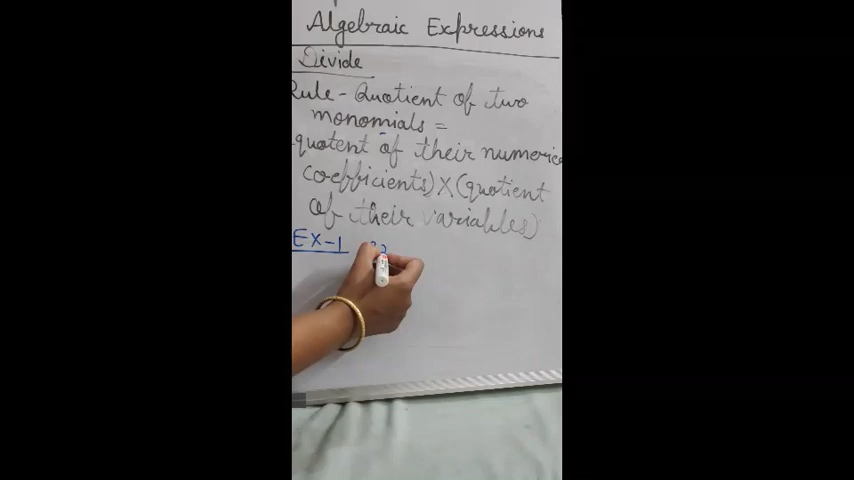 Algebraic Expressions
Divide
Rule - Quotient of two
monomials =
quotent of their numeric
coefficients) X (quotient
of their variables)
EX-1